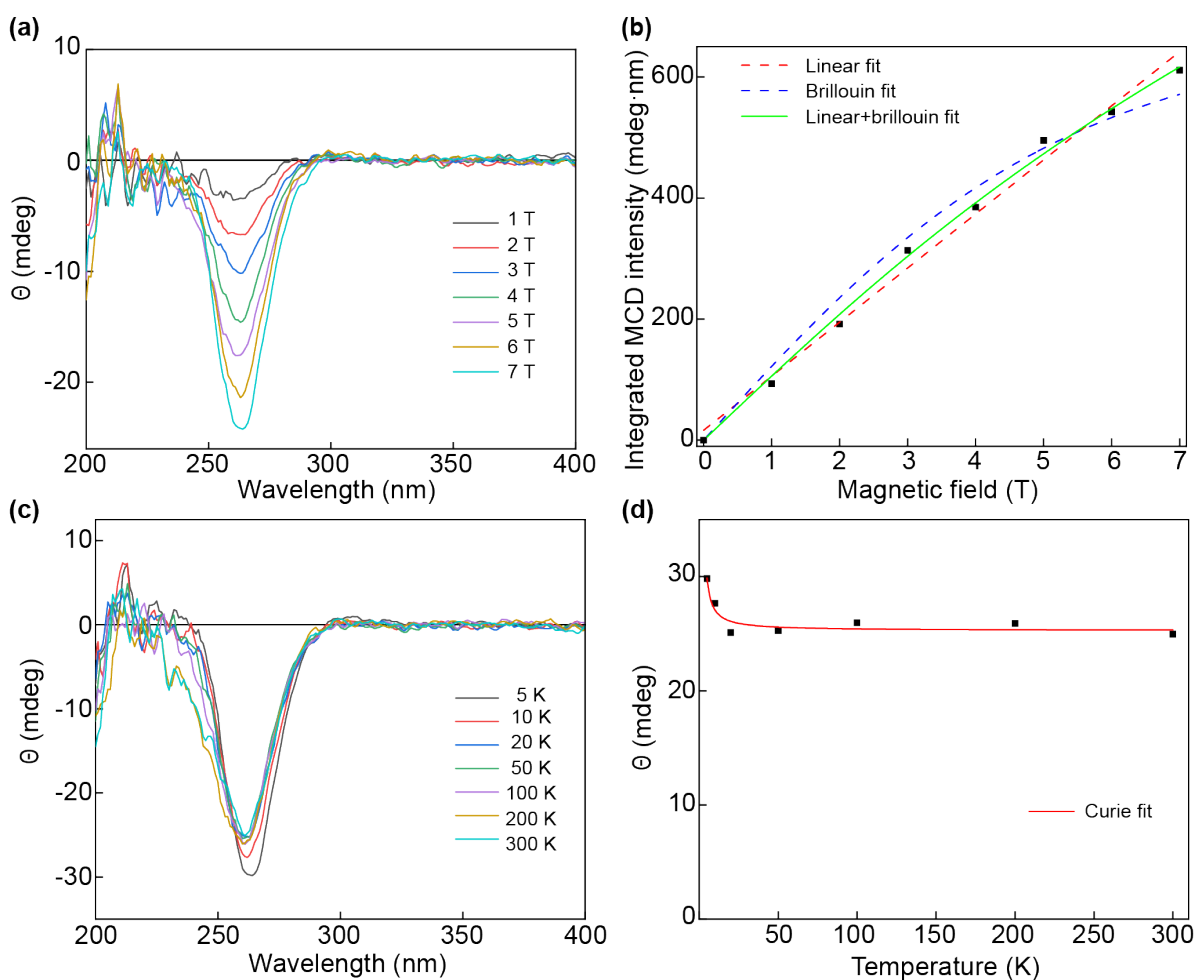 (a)
10
0
-10
-20
200
250
300
350
400
Θ (mdeg)
Wavelength (nm)
1 T
2 T
3 T
4 T
5 T
6 T
7 T
(b)
600
400
200
0
0
1
2
3
4
5
6
7
Integrated MCD intensity (mdeg·nm)
Magnetic field (T)
Linear fit
Brillouin fit
Linear+brillouin fit
(c)
10
0
-10
-20
-30
200
250
300
350
400
Θ (mdeg)
Wavelength (nm)
5 K
10 K
20 K
50 K
100 K
200 K
300 K
(d)
30
20
10
0
50
100
150
200
250
300
Θ (mdeg)
Temperature (K)
Curie fit